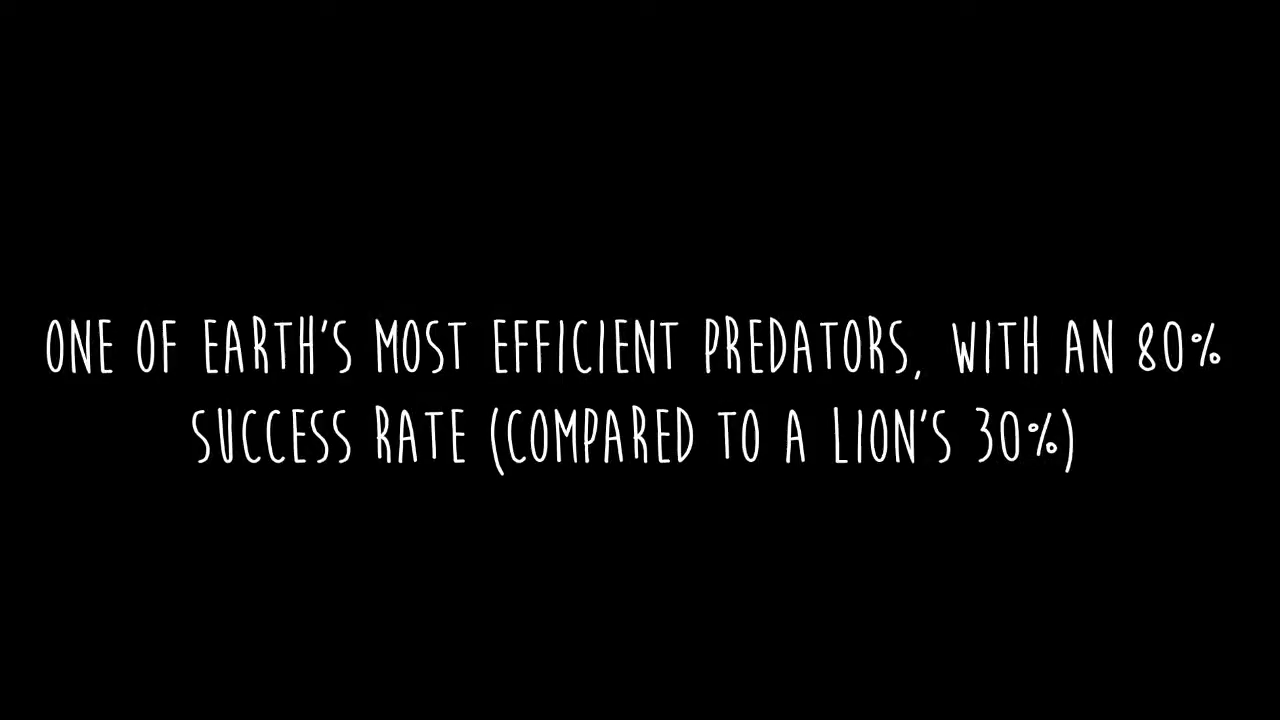 ONE OF EARTH'S MOST EFFICIENT PREDATORS, WITH AN 80%
SUCCESS RATE (COMPARED TO A LION'S 30%)